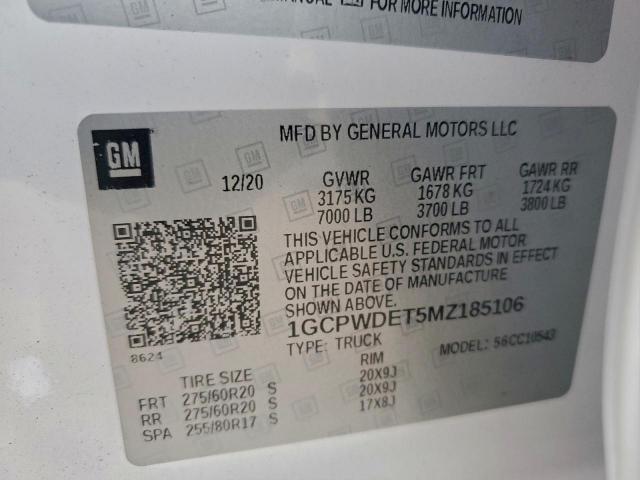 MANUAL FOR MORE INFORMATION
GM
MFD BY GENERAL MOTORS LLC
12/20 GVWR GAWR FRT GAWR RR
3175 KG 1678 KG 1724 KG
7000 LB 3700 LB 3800 LB
THIS VEHICLE CONFORMS TO ALL
APPLICABLE U.S. FEDERAL MOTOR
VEHICLE SAFETY STANDARDS IN EFFECT
ON THE DATE OF MANUFACTURE
SHOWN ABOVE.
1GCPWDET5MZ185106
8624
TYPE: TRUCK MODEL: 56CC10543
TIRE SIZE RIM
FRT 275/60R20 S 20X9J
RR 275/60R20 S 20X9J
SPA 255/80R17 S 17X8J